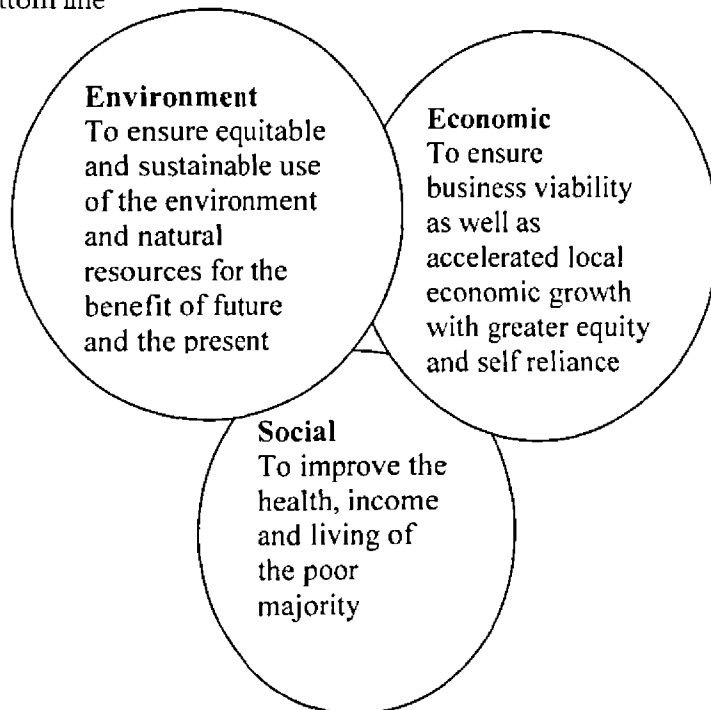 line
Environment
To ensure equitable
and sustainable use
of the environment
and natural
resources for the
benefit of future
and the present
Economic
To ensure
business viability
as well as
accelerated local
economic growth
with greater equity
and self reliance
Social
To improve the
health, income
and living of
the poor
majority